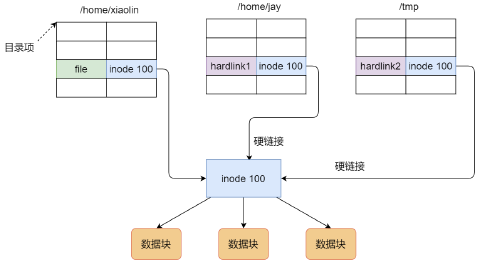 /home/xiaolin
/home/jay
/tmp
目录项
file inode 100
hardlink1 inode 100
hardlink2 inode 100
硬链接
硬链接
inode 100
数据块
数据块
数据块